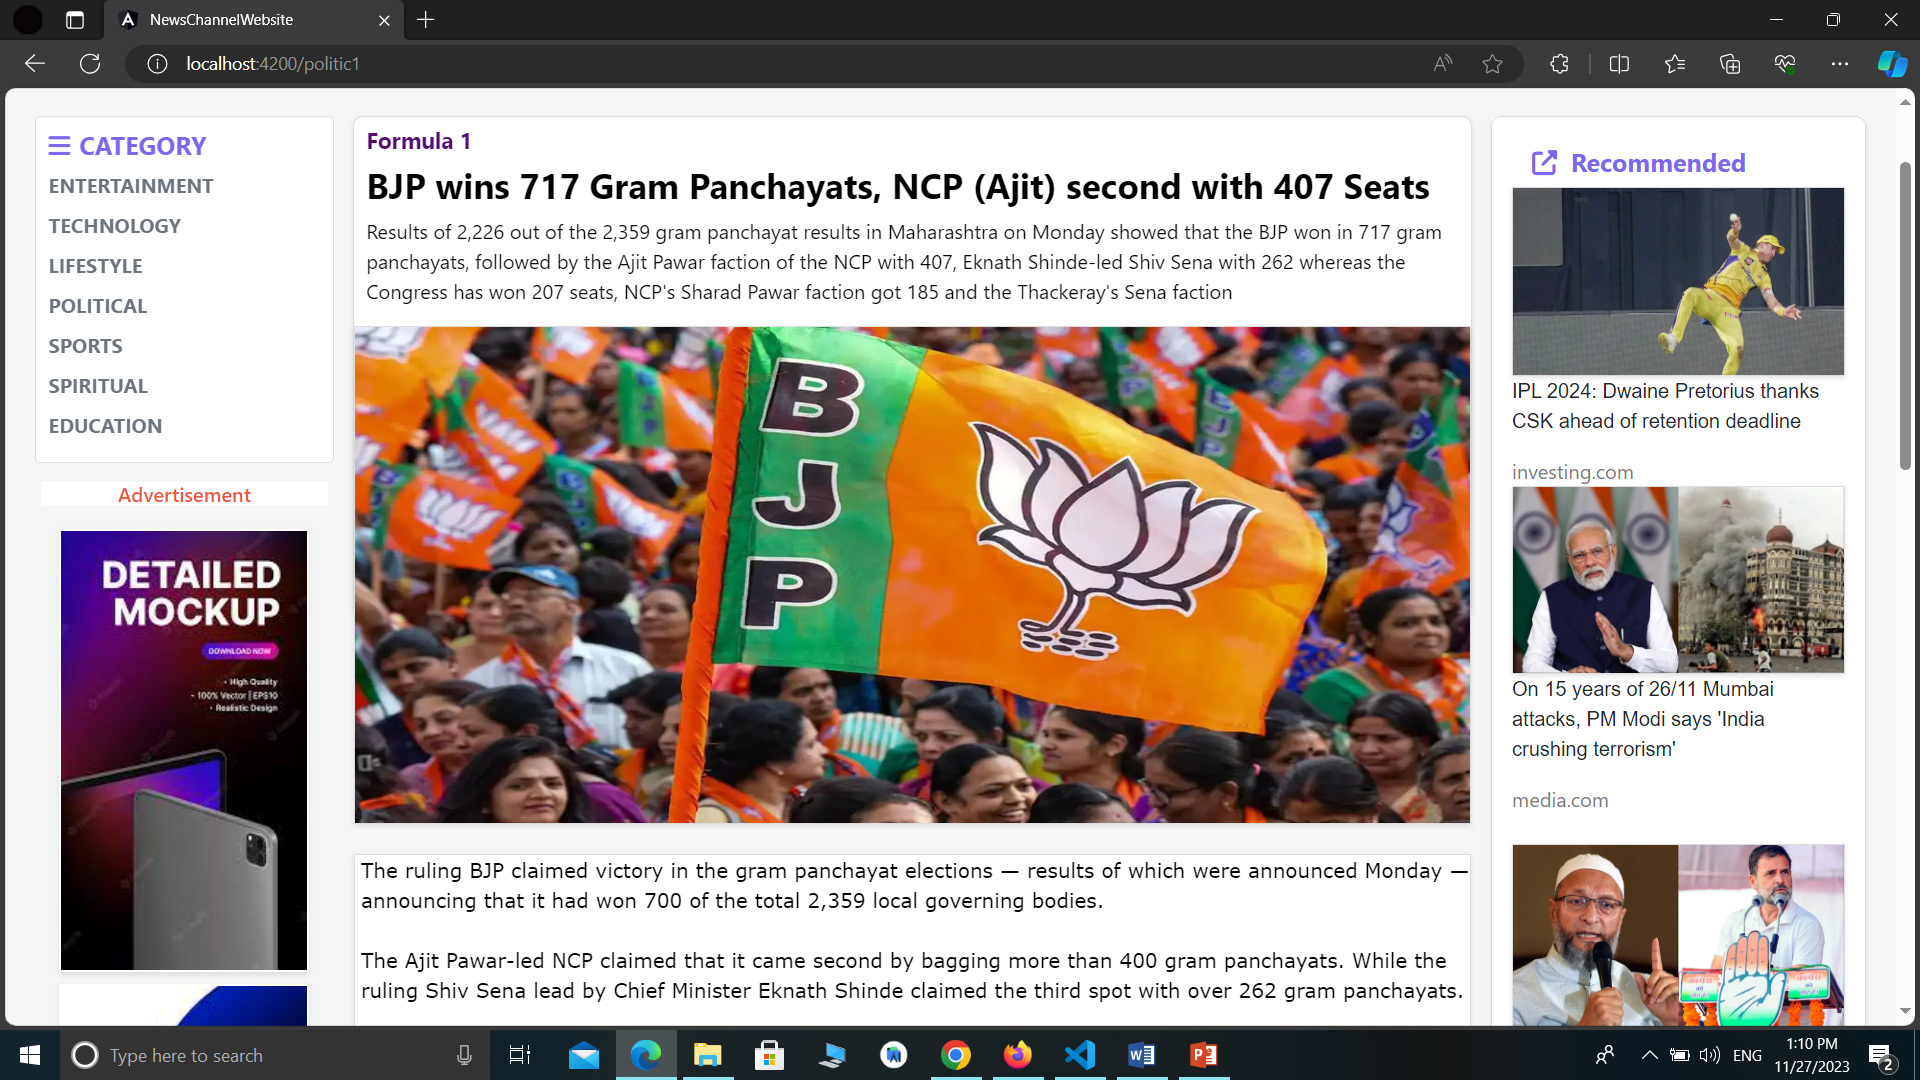 NewsChannelWebsite
localhost:4200/politic1
CATEGORY
ENTERTAINMENT
TECHNOLOGY
LIFESTYLE
POLITICAL
SPORTS
SPIRITUAL
EDUCATION
Advertisement
DETAILED
MOCKUP
DOWNLOAD NOW
• High Quality
• 100% Vector | EPS10
• Realistic Design
Formula 1
BJP wins 717 Gram Panchayats, NCP (Ajit) second with 407 Seats
Results of 2,226 out of the 2,359 gram panchayat results in Maharashtra on Monday showed that the BJP won in 717 gram
panchayats, followed by the Ajit Pawar faction of the NCP with 407, Eknath Shinde-led Shiv Sena with 262 whereas the
Congress has won 207 seats, NCP's Sharad Pawar faction got 185 and the Thackeray's Sena faction
BJP
The ruling BJP claimed victory in the gram panchayat elections — results of which were announced Monday —
announcing that it had won 700 of the total 2,359 local governing bodies.
The Ajit Pawar-led NCP claimed that it came second by bagging more than 400 gram panchayats. While the
ruling Shiv Sena lead by Chief Minister Eknath Shinde claimed the third spot with over 262 gram panchayats.
Recommended
IPL 2024: Dwaine Pretorius thanks
CSK ahead of retention deadline
investing.com
On 15 years of 26/11 Mumbai
attacks, PM Modi says 'India
crushing terrorism'
media.com
Type here to search
ENG
1:10 PM
11/27/2023
2